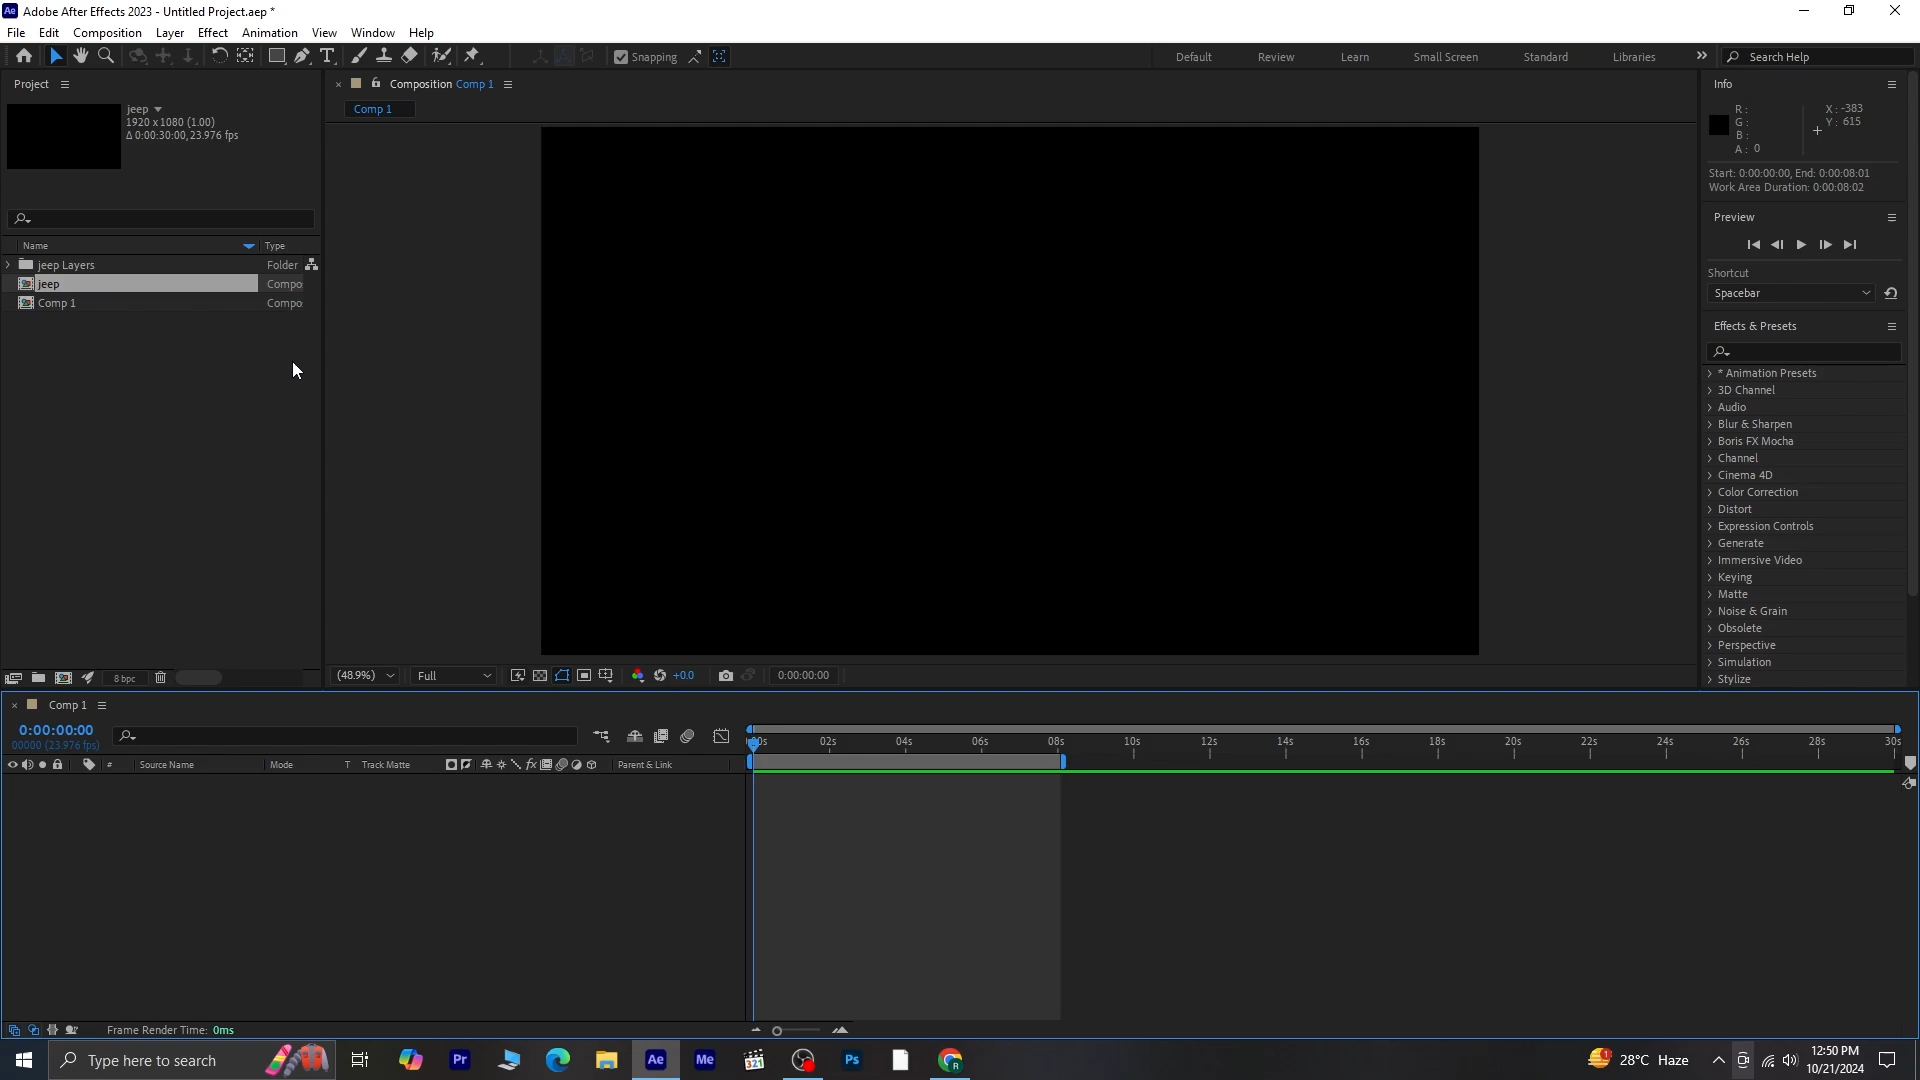 Ae Adobe After Effects 2023 - Untitled Project.aep *
File Edit Composition Layer Effect Animation View Window Help
Snapping
Default Review Learn Small Screen Standard Libraries
Search Help
Project
jeep
1920 x 1080 (1.00)
Δ 0:00:30:00, 23.976 fps
Name Type
jeep Layers Folder
jeep Compo
Comp 1 Compo
8 bpc
Composition Comp 1
Comp 1
(48.9%) Full +0.0 0:00:00:00
Info
R: X: -383
G: Y: 615
B:
A: 0
Start: 0:00:00:00, End: 0:00:08:01
Work Area Duration: 0:00:08:02
Preview
Shortcut
Spacebar
Effects & Presets
* Animation Presets
3D Channel
Audio
Blur & Sharpen
Boris FX Mocha
Channel
Cinema 4D
Color Correction
Distort
Expression Controls
Generate
Immersive Video
Keying
Matte
Noise & Grain
Obsolete
Perspective
Simulation
Stylize
Comp 1
0:00:00:00
00000 (23.976 fps)
02s 04s 06s 08s 10s 12s 14s 16s 18s 20s 22s 24s 26s 28s 30s
# Source Name Mode T Track Matte fx Parent & Link
Frame Render Time: 0ms
Type here to search
Pr Ae Me 321 Ps R
1 28°C Haze
12:50 PM
10/21/2024